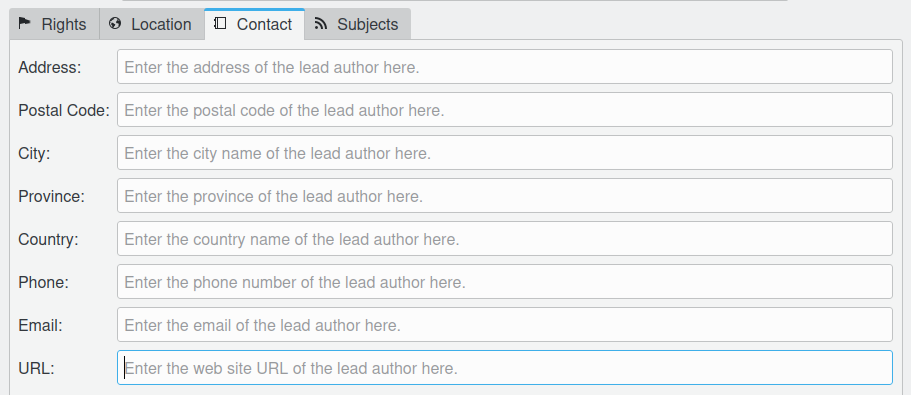 Rights Location Contact Subjects
Address: Enter the address of the lead author here.
Postal Code: Enter the postal code of the lead author here.
City: Enter the city name of the lead author here.
Province: Enter the province of the lead author here.
Country: Enter the country name of the lead author here.
Phone: Enter the phone number of the lead author here.
Email: Enter the email of the lead author here.
URL: Enter the web site URL of the lead author here.